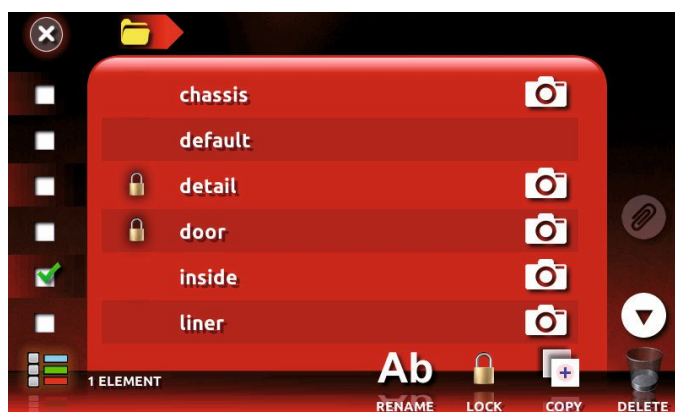 chassis
default
detail
door
inside
liner
1 ELEMENT
Ab
RENAME LOCK COPY DELETE